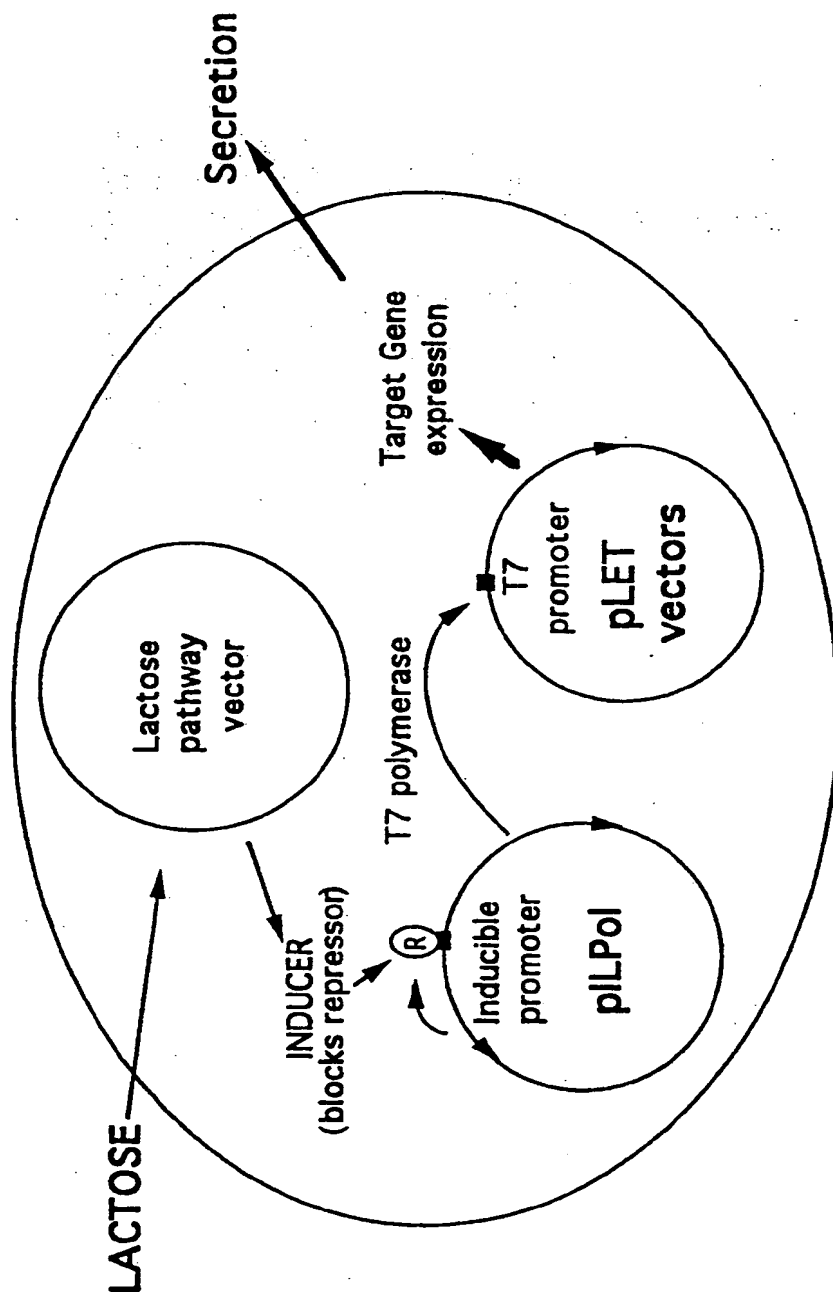 LACTOSE
Lactose
pathway
vector
Secretion
INDUCER
(blocks repressor)
R
T7 polymerase
Target Gene
expression
Inducible
promoter
pILPol
T7
promoter
pLET
vectors